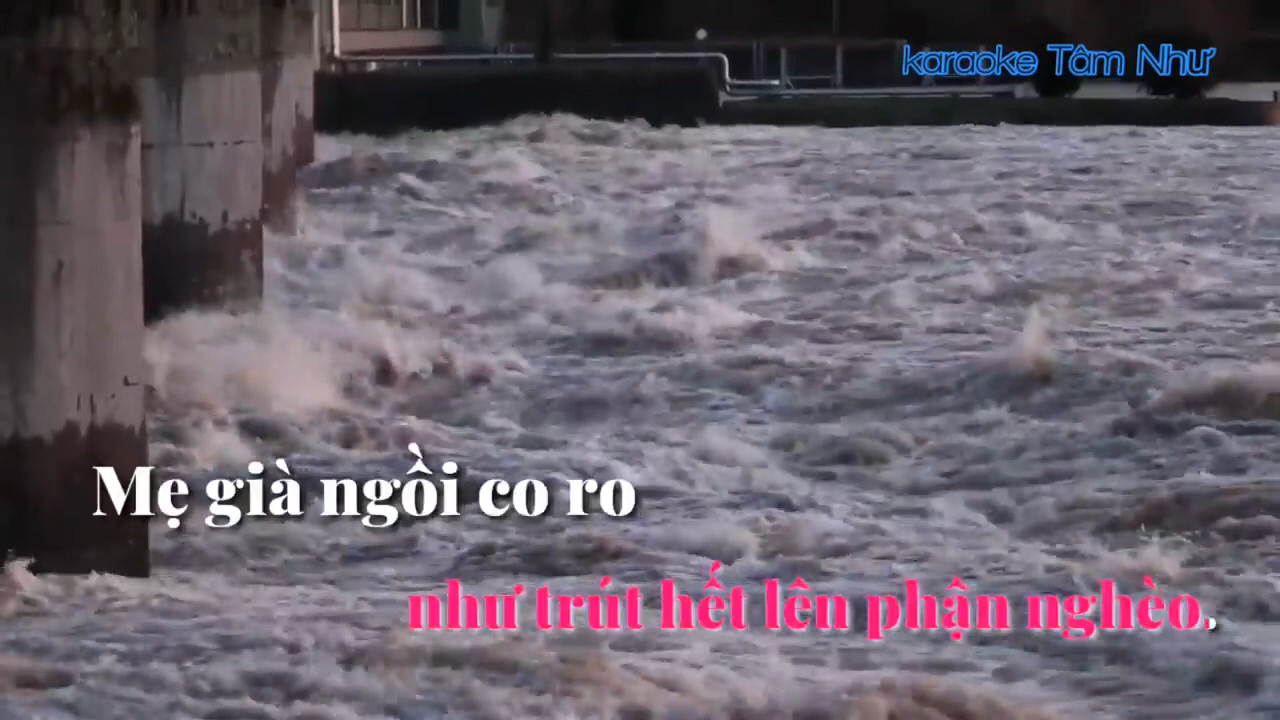 karaoke Tâm Như
Mẹ già ngồi co ro
như trút hết lên phận nghèo.